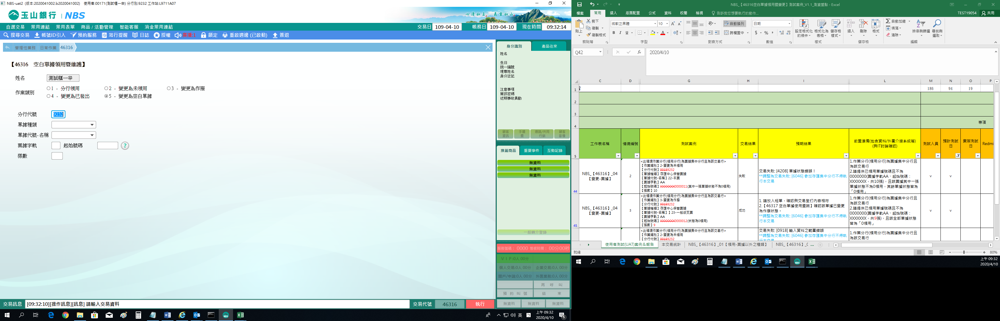 NBS-uat2 (版本:2020041002.b2020041002) 使用者:00171(測試櫃一辛) 分行別:9232 工作站:L9711A07
玉山銀行 | NBS
心清如玉 義重如山
自選交易 常用連結 常用表單 商品 / 活動管理 智能客服 消金常用連結
交易日 109-04-10 帳務日 109-04-10 現在時間 09:32:14
搜尋交易 帳號ID引入 預約服務 蒞行提醒 日誌 授權 廣播:1 鎖定 重啟週邊 (已啟動) 簽退
管理性業務 日常作業 46316
【46316 空白單據領用暨維護】
姓名 測試櫃一辛
作業類別
1 - 分行領用 2 - 變更為未領用 3 - 變更為作廢
4 - 變更為已發出 5 - 變更為空白單據
分行代號 9232
單據種類
單據代號-名稱
票據字軌 起始號碼 ?
張數
交易訊息 [09:32:10][操作訊息][訊息] 請輸入交易資料
交易代號 46316 執行
身分識別 產品往來
姓名
生日
統一編號
理專姓名
身分註記
注意事項
簡訊密碼
近期事故異動
顧客資訊 手續費 通路/共同行銷 顧客影像
推薦商品 重要事件 互動記錄
無資料
無資料
無資料
一般轉介登錄
服務號碼: 0000 等候時間: 00分00秒
V I P:0人 00分
個人交易:0人 00分 企業交易:0人 00分
開戶/申請:0人 00分 外匯業務:0人 00分
再 呼 叫
預 約 叫 號 結 束
無資料 無資料 無資料
英
上午 09:32
2020/4/10
6
NBS_【46316空白單據領用暨變更】測試案例_V1.1_測資盤點 - Excel
檔案 常用 插入 版面配置 公式 資料 校閱 檢視 告訴我您想要執行的動作... TEST19054 共用
貼上 剪下 複製 複製格式 剪貼簿
微軟正黑體 10 B I U 字型
自動換列 跨欄置中 對齊方式
日期 $ % 數值
設定格式化的條件 格式化為表格 儲存格樣式 樣式
插入 刪除 格式 儲存格
自動加總 填滿 清除 排序與篩選 尋找與選取 編輯
Q42 fx 2020/4/10
C D G H I L M N O P
1 186 94 19
2
3
4 專項
5 工作表名稱 情境編號 測試案例 交易結果 預期結果 前置準備(包含資料/外圍介接系統等)(與IT討論確認) 測試人員 預計測試日 實際測試日 Redmi
44
NBS_【46316】_04
【變更-票據】
2
<此情境作業分行(領用分行)為票據集中分行且為該交易行>
【作業類別】2-變更為未領用
【分行代號】00159232
【單據種類】存匯中心保管票據
【單據代號-名稱】22-本票
【票據字軌】AA
【起始號碼】XXXXXXX0000011(其中一張單據狀態不為0領用)
【張數】10
失敗
交易失敗: [4208] 單據狀態錯誤！
**調整為交易失敗: [6046] 參加存匯集中分行不得執行本交易
1.作業分行(領用分行)為票據集中分行且為該交易行
2.請提供已領用單據號碼且不為0000000(票據字軌AA、起始號碼：XXXXXXX，共10張)，且該票據其中一張單據狀態不為0領用，其餘單據狀態皆為「0領用」
v v
45
NBS_【46316】_04
【變更-票據】
3
<此情境作業分行(領用分行)為票據集中分行且為該交易行>
【作業類別】3-變更為作廢
【分行代號】00159232
【單據種類】存匯中心保管票據
【單據代號-名稱】】23-一般版支票
【票據字軌】AA
【起始號碼】XXXXXXX0000012(狀態為0領用)
【張數】9
成功
1. 請放入短單，確認與交易登打內容相符
2.【46317 空白單據使用查詢】確認該單據已變更為作廢狀態。
**調整為交易失敗: [6046] 參加存匯集中分行不得執行本交易
1.作業分行(領用分行)為票據集中分行且為該交易行
2.請提供已領用單據號碼且不為0000000(票據字軌AA、起始號碼：XXXXXXX，共9張)，且該全部單據狀態皆為「0領用」
v v
<此情境作業分行(領用分行)為票據集中分行且為該交易行>
【作業類別】2-變更為未領用
【分行代號】00159232
交易失敗: [0918] 輸入資料之範圍錯誤
**調整為交易失敗: [6046] 參加存匯集中分行不得執行本交易
1.作業分行(領用分行)為票據集中分行且為該交易行
使用者測試(UAT)案例＆報告 本交易統計 NBS_【46316】_01【領用-票據以外之種類】 NBS_【46316】_0 ...
就緒 80%
上午 09:32
2020/4/10